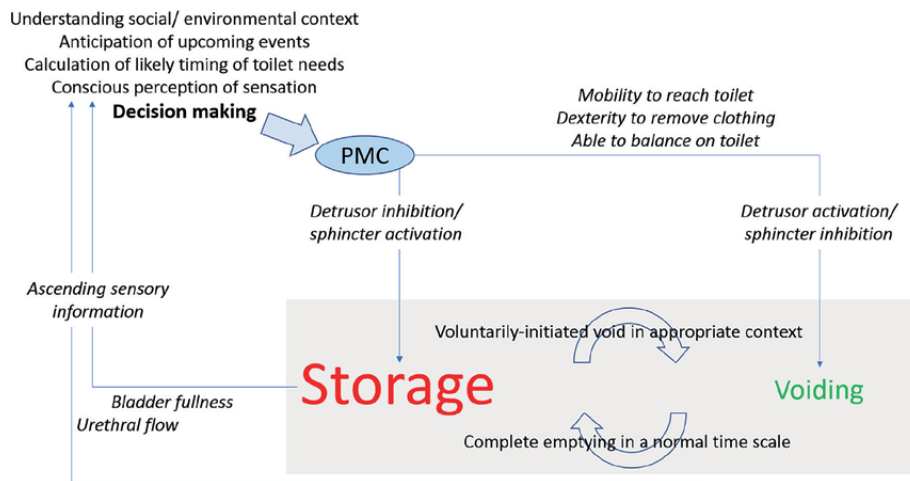 Understanding social/ environmental context
Anticipation of upcoming events
Calculation of likely timing of toilet needs
Conscious perception of sensation
Decision making
PMC
Mobility to reach toilet
Dexterity to remove clothing
Able to balance on toilet
Detrusor inhibition/
sphincter activation
Detrusor activation/
sphincter inhibition
Ascending sensory
information
Voluntarily-initiated void in appropriate context
Storage
Voiding
Bladder fullness
Urethral flow
Complete emptying in a normal time scale